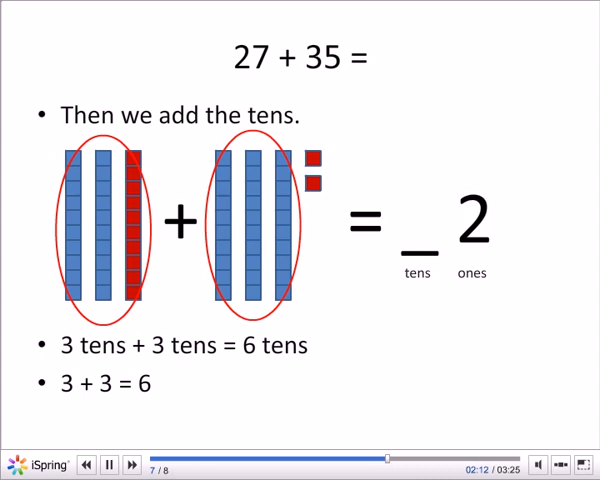 27 + 35 =
• Then we add the tens.
+ = _ 2
tens ones
• 3 tens + 3 tens = 6 tens
• 3 + 3 = 6
iSpring
7 / 8
02:12 / 03:25